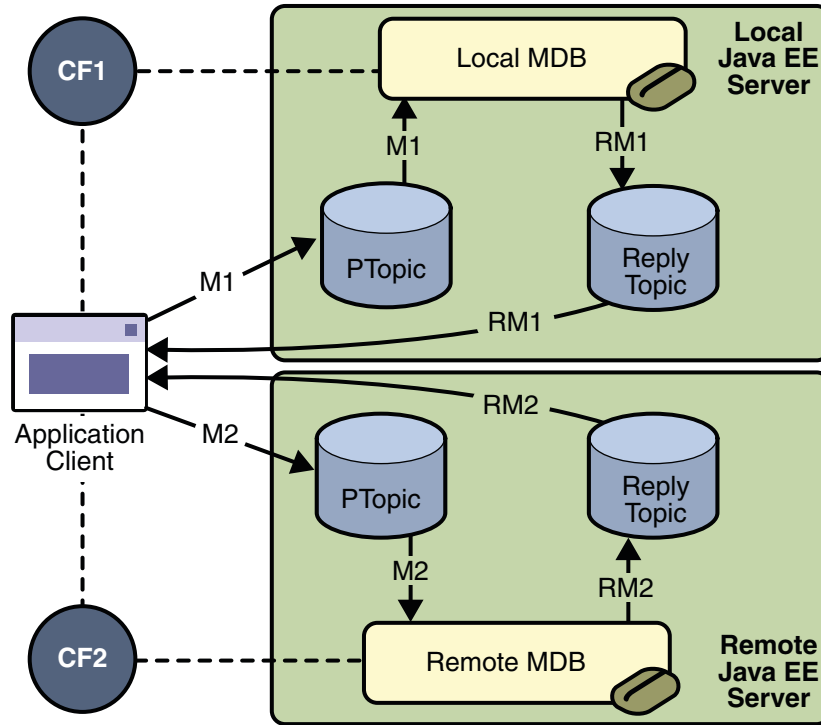 CF1
Local MDB
Local
Java EE
Server
M1
RM1
PTopic
Reply
Topic
M1
RM1
Application
Client
M2
RM2
PTopic
Reply
Topic
M2
RM2
CF2
Remote MDB
Remote
Java EE
Server